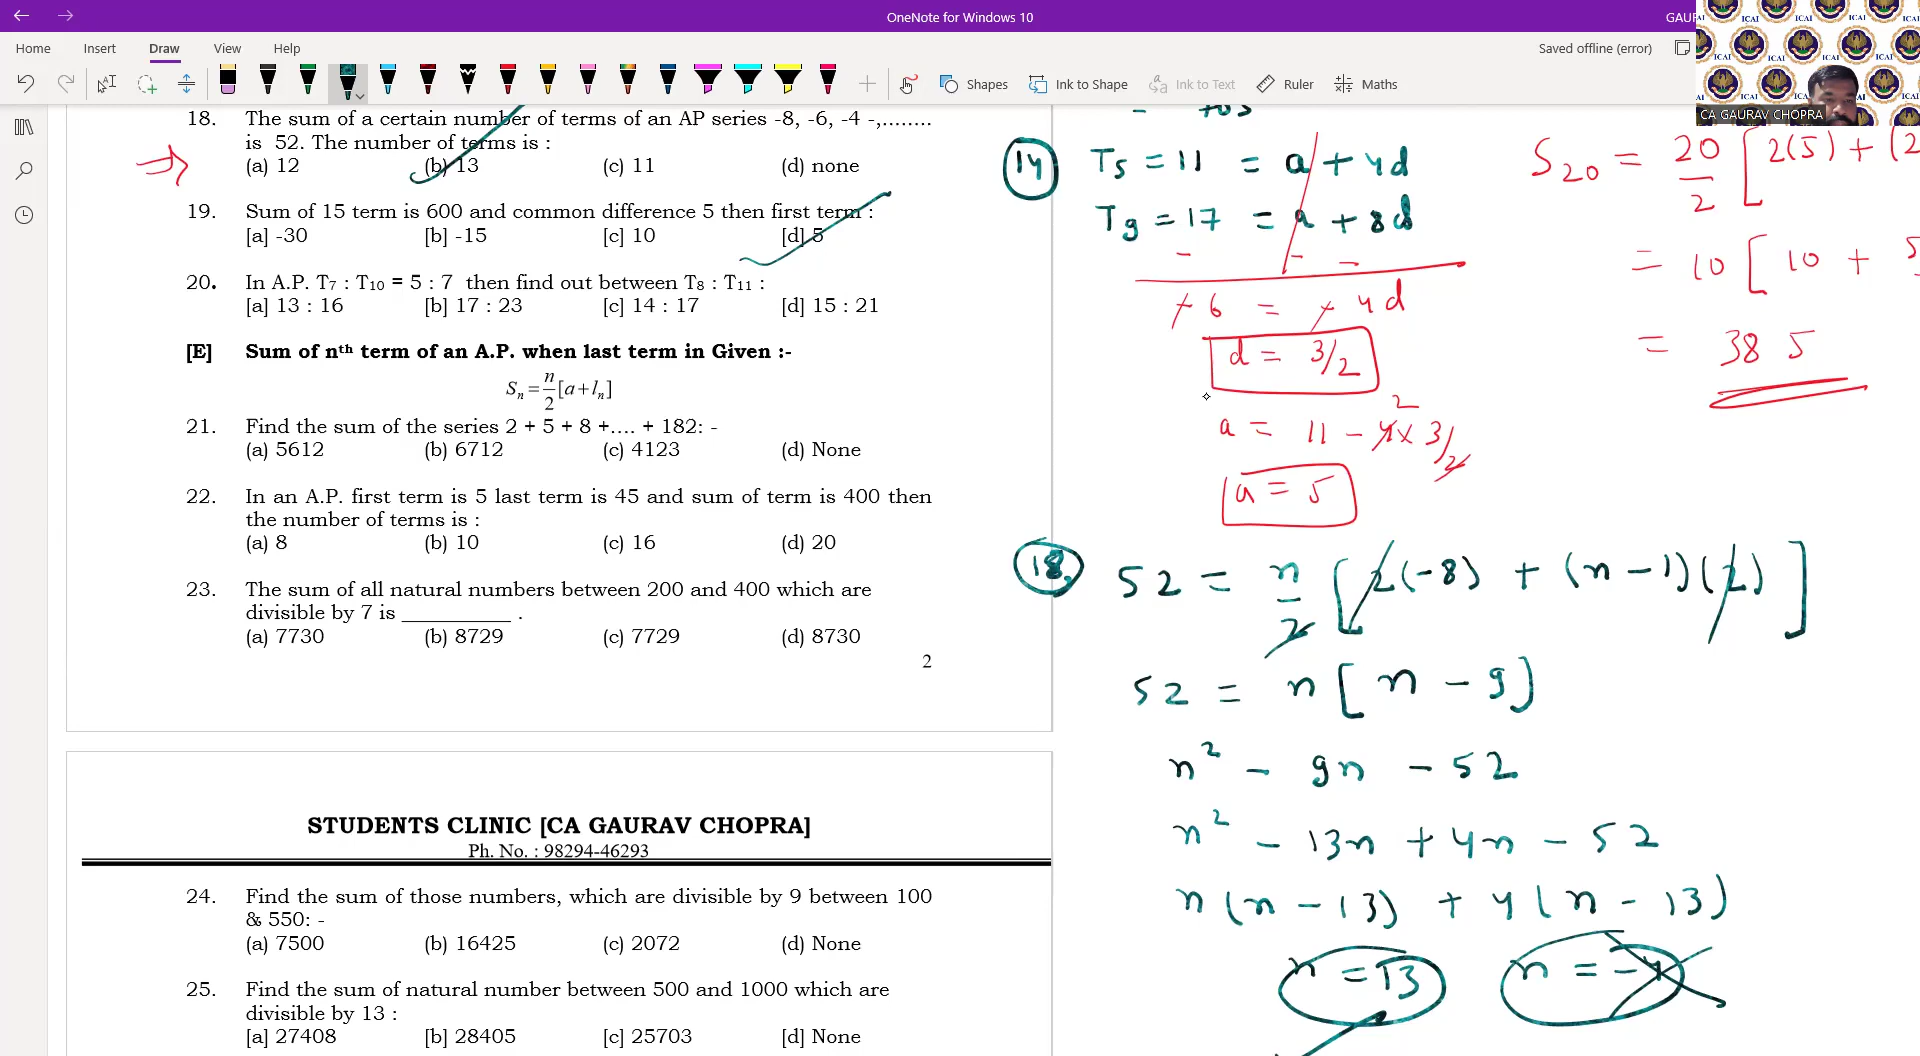 OneNote for Windows 10
GAUR
Home Insert Draw View Help
Saved offline (error)
Shapes Ink to Shape Ink to Text Ruler Maths
ICAI ICAI
CA GAURAV CHOPRA
18. The sum of a certain number of terms of an AP series -8, -6, -4 -,........
is 52. The number of terms is :
(a) 12 (b) 13 (c) 11 (d) none
19. Sum of 15 term is 600 and common difference 5 then first term :
[a] -30 [b] -15 [c] 10 [d] 5
20. In A.P. T₇ : T₁₀ = 5 : 7 then find out between T₈ : T₁₁ :
[a] 13 : 16 [b] 17 : 23 [c] 14 : 17 [d] 15 : 21
[E] Sum of nᵗʰ term of an A.P. when last term in Given :-
Sₙ = n/2 [a + lₙ]
21. Find the sum of the series 2 + 5 + 8 +.... + 182: -
(a) 5612 (b) 6712 (c) 4123 (d) None
22. In an A.P. first term is 5 last term is 45 and sum of term is 400 then
the number of terms is :
(a) 8 (b) 10 (c) 16 (d) 20
23. The sum of all natural numbers between 200 and 400 which are
divisible by 7 is __________ .
(a) 7730 (b) 8729 (c) 7729 (d) 8730
2
STUDENTS CLINIC [CA GAURAV CHOPRA]
Ph. No. : 98294-46293
24. Find the sum of those numbers, which are divisible by 9 between 100
& 550: -
(a) 7500 (b) 16425 (c) 2072 (d) None
25. Find the sum of natural number between 500 and 1000 which are
divisible by 13 :
[a] 27408 [b] 28405 [c] 25703 [d] None
14 T₅ = 11 = a + 4d
T₉ = 17 = a + 8d
- - -
-6 = -4d
d = 3/2
a = 11 - 4 x 3/2
2
a = 5
S₂₀ = 20/2 [2(5) + (2
= 10 [ 10 +
= 385
18. 52 = n/2 [2(-8) + (n - 1)(2)]
52 = n [n - 9]
n² - 9n - 52
n² - 13n + 4n - 52
n(n - 13) + 4(n - 13)
n = 13 n = -4